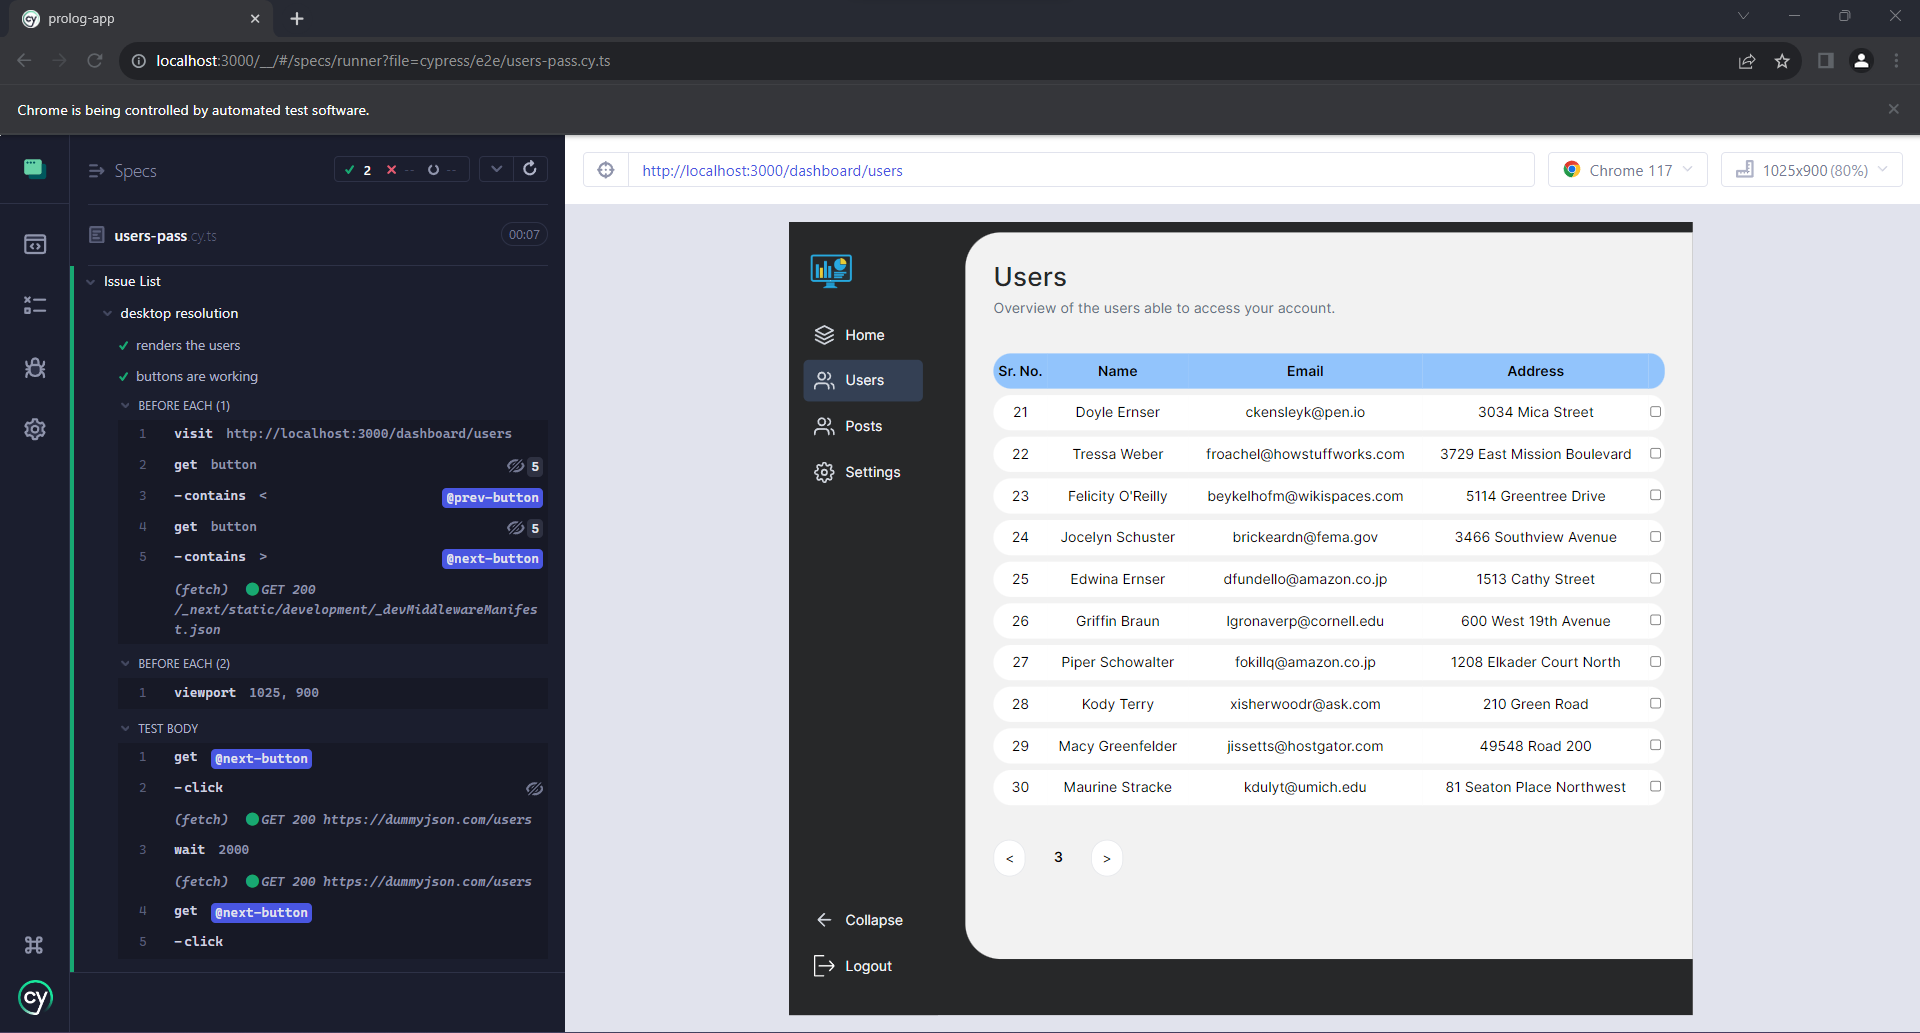 prolog-app
localhost:3000/__/#/specs/runner?file=cypress/e2e/users-pass.cy.ts
Chrome is being controlled by automated test software.
Specs
2 -- --
users-pass.cy.ts 00:07
Issue List
desktop resolution
renders the users
buttons are working
BEFORE EACH (1)
1 visit http://localhost:3000/dashboard/users
2 get button 5
3 -contains < @prev-button
4 get button 5
5 -contains > @next-button
(fetch) GET 200
/_next/static/development/_devMiddlewareManifes
t.json
BEFORE EACH (2)
1 viewport 1025, 900
TEST BODY
1 get @next-button
2 -click
(fetch) GET 200 https://dummyjson.com/users
3 wait 2000
(fetch) GET 200 https://dummyjson.com/users
4 get @next-button
5 -click
cy
http://localhost:3000/dashboard/users
Chrome 117
1025x900 (80%)
Home
Users
Posts
Settings
Collapse
Logout
Users
Overview of the users able to access your account.
Sr. No. Name Email Address
21 Doyle Ernser ckensleyk@pen.io 3034 Mica Street
22 Tressa Weber froachel@howstuffworks.com 3729 East Mission Boulevard
23 Felicity O'Reilly beykelhofm@wikispaces.com 5114 Greentree Drive
24 Jocelyn Schuster brickeardn@fema.gov 3466 Southview Avenue
25 Edwina Ernser dfundello@amazon.co.jp 1513 Cathy Street
26 Griffin Braun lgronaverp@cornell.edu 600 West 19th Avenue
27 Piper Schowalter fokillq@amazon.co.jp 1208 Elkader Court North
28 Kody Terry xisherwoodr@ask.com 210 Green Road
29 Macy Greenfelder jissetts@hostgator.com 49548 Road 200
30 Maurine Stracke kdulyt@umich.edu 81 Seaton Place Northwest
< 3 >